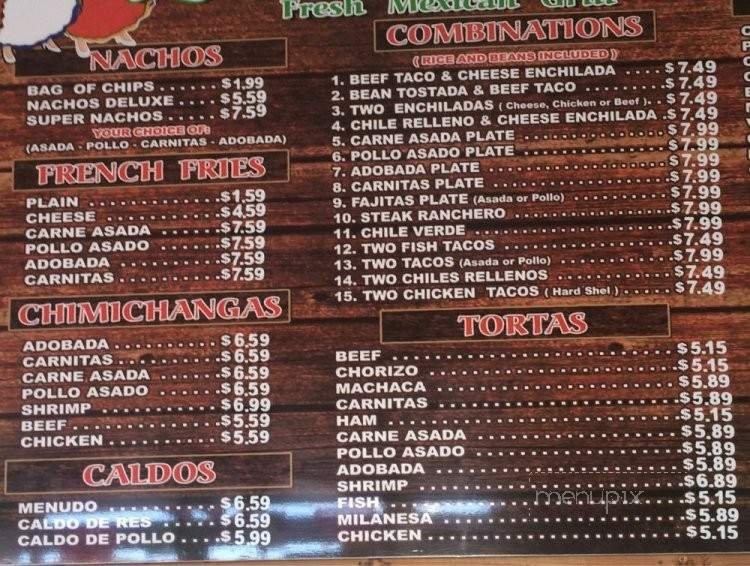 Fresh Mexican Grill
NACHOS
BAG OF CHIPS ...... $1.99
NACHOS DELUXE .... $5.59
SUPER NACHOS ..... $7.59
YOUR CHOICE OF:
(ASADA - POLLO - CARNITAS - ADOBADA)
FRENCH FRIES
PLAIN ............... $1.59
CHEESE ............. $4.59
CARNE ASADA ....... $7.59
POLLO ASADO ....... $7.59
ADOBADA ........... $7.59
CARNITAS ........... $7.59
CHIMICHANGAS
ADOBADA .......... $6.59
CARNITAS .......... $6.59
CARNE ASADA ...... $6.59
POLLO ASADO ...... $6.59
SHRIMP ............ $6.99
BEEF .............. $5.59
CHICKEN ........... $5.59
CALDOS
MENUDO ........... $6.59
CALDO DE RES ..... $6.59
CALDO DE POLLO .... $5.99
COMBINATIONS
(RICE AND BEANS INCLUDED)
1. BEEF TACO & CHEESE ENCHILADA .... $7.49
2. BEAN TOSTADA & BEEF TACO ........ $7.49
3. TWO ENCHILADAS ( Cheese, Chicken or Beef ) .. $7.49
4. CHILE RELLENO & CHEESE ENCHILADA . $7.49
5. CARNE ASADA PLATE ............... $7.99
6. POLLO ASADO PLATE ............... $7.99
7. ADOBADA PLATE ................... $7.99
8. CARNITAS PLATE .................. $7.99
9. FAJITAS PLATE (Asada or Pollo) ....... $7.99
10. STEAK RANCHERO ................. $7.99
11. CHILE VERDE .................... $7.99
12. TWO FISH TACOS ................. $7.49
13. TWO TACOS (Asada or Pollo) ........... $7.99
14. TWO CHILES RELLENOS ............ $7.49
15. TWO CHICKEN TACOS ( Hard Shel ) ..... $7.49
TORTAS
BEEF ............................ $5.15
CHORIZO ......................... $5.15
MACHACA ......................... $5.89
CARNITAS ........................ $5.89
HAM ............................. $5.15
CARNE ASADA ..................... $5.89
POLLO ASADO ..................... $5.89
ADOBADA ......................... $5.89
SHRIMP .......................... $6.89
FISH ............................ $5.15
MILANESA ........................ $5.89
CHICKEN ......................... $5.15
menupix